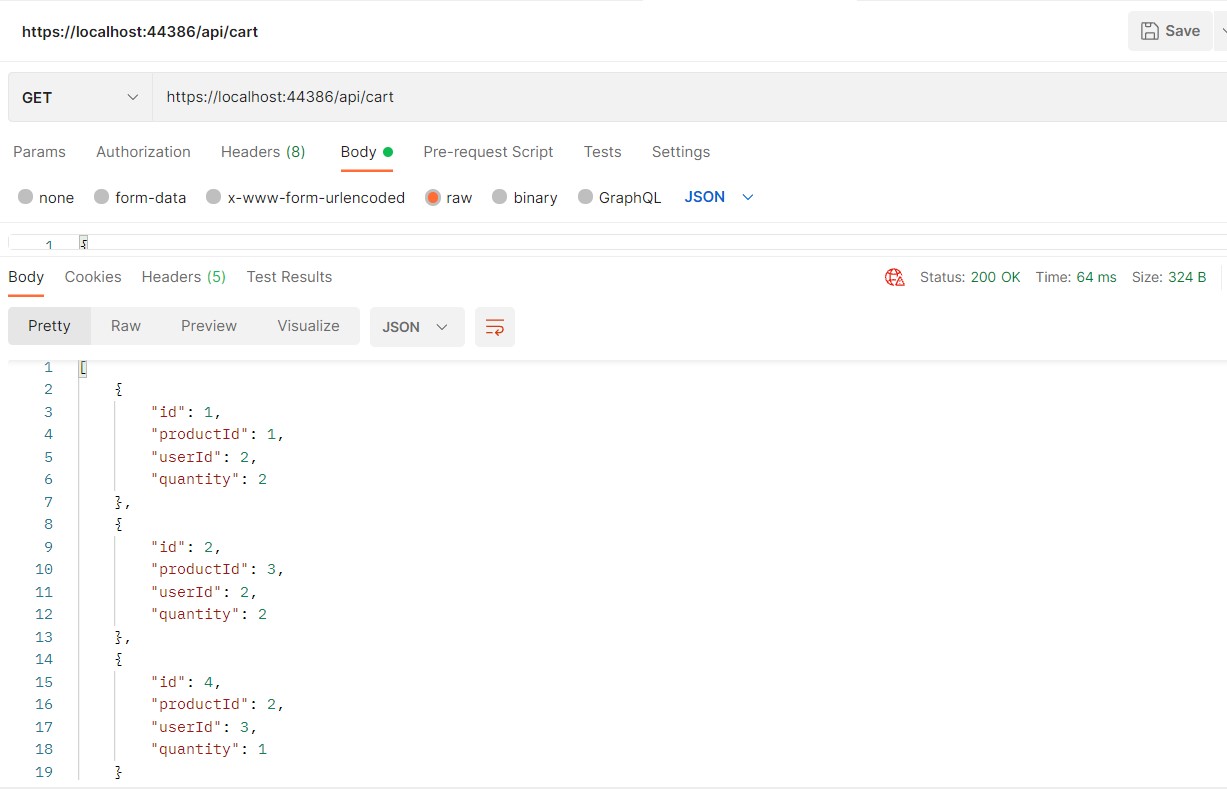 https://localhost:44386/api/cart
Save
GET https://localhost:44386/api/cart
Params Authorization Headers (8) Body Pre-request Script Tests Settings
none form-data x-www-form-urlencoded raw binary GraphQL JSON
1 {
Body Cookies Headers (5) Test Results Status: 200 OK Time: 64 ms Size: 324 B
Pretty Raw Preview Visualize JSON
1 [
2 {
3 "id": 1,
4 "productId": 1,
5 "userId": 2,
6 "quantity": 2
7 },
8 {
9 "id": 2,
10 "productId": 3,
11 "userId": 2,
12 "quantity": 2
13 },
14 {
15 "id": 4,
16 "productId": 2,
17 "userId": 3,
18 "quantity": 1
19 }